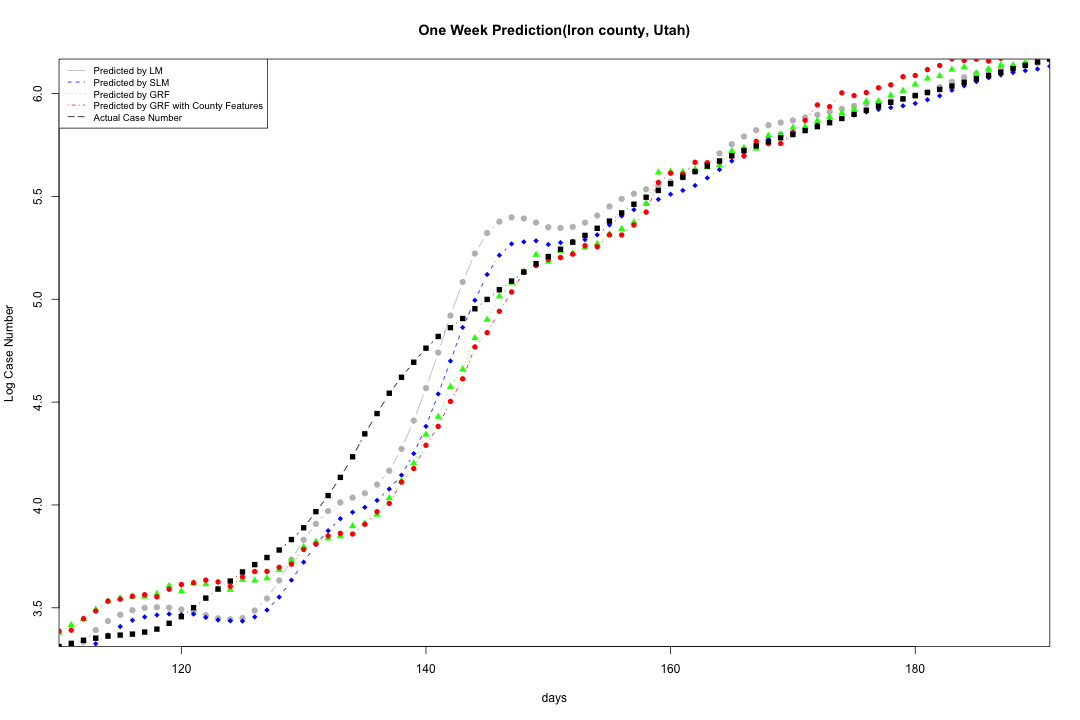 One Week Prediction(Iron county, Utah)
Predicted by LM
Predicted by SLM
Predicted by GRF
Predicted by GRF with County Features
Actual Case Number
6.0
5.5
5.0
4.5
4.0
3.5
Log Case Number
120
140
160
180
days